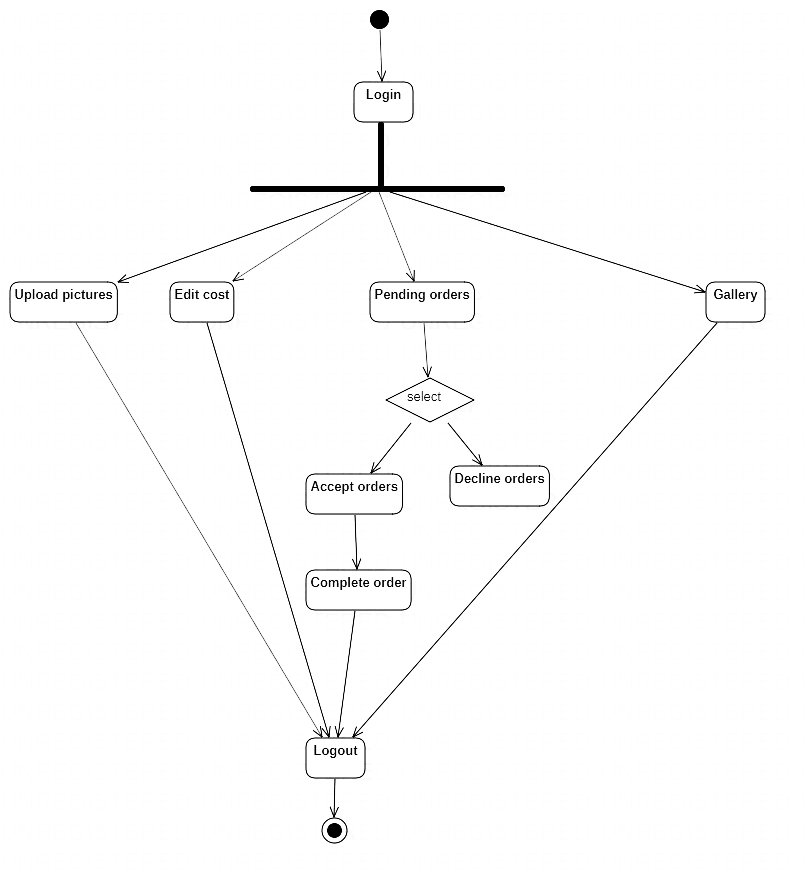 Login
Upload pictures
Edit cost
Pending orders
Gallery
select
Accept orders
Decline orders
Complete order
Logout